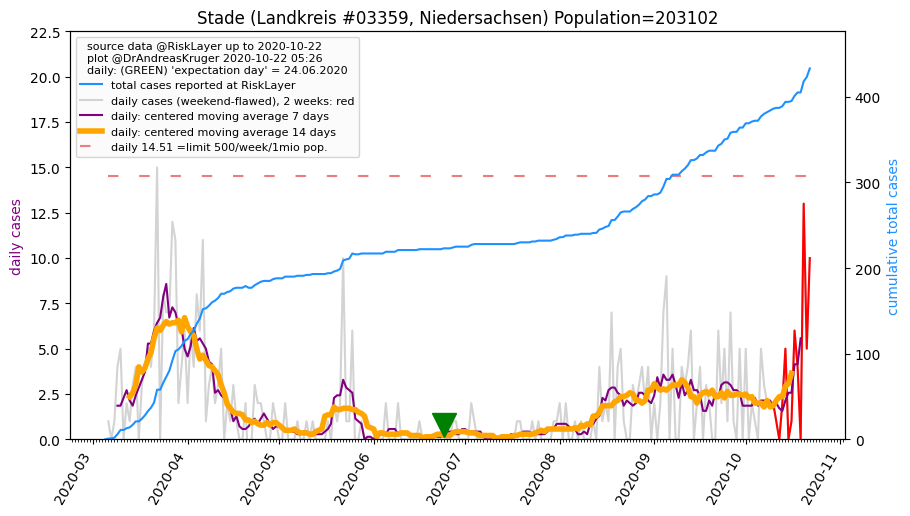 Stade (Landkreis #03359, Niedersachsen) Population=203102
source data @RiskLayer up to 2020-10-22
plot @DrAndreasKruger 2020-10-22 05:26
daily: (GREEN) 'expectation day' = 24.06.2020
total cases reported at RiskLayer
daily cases (weekend-flawed), 2 weeks: red
daily: centered moving average 7 days
daily: centered moving average 14 days
daily 14.51 =limit 500/week/1mio pop.
daily cases
22.5
20.0
17.5
15.0
12.5
10.0
7.5
5.0
2.5
0.0
400
300
200
100
0
cumulative total cases
2020-03
2020-04
2020-05
2020-06
2020-07
2020-08
2020-09
2020-10
2020-11